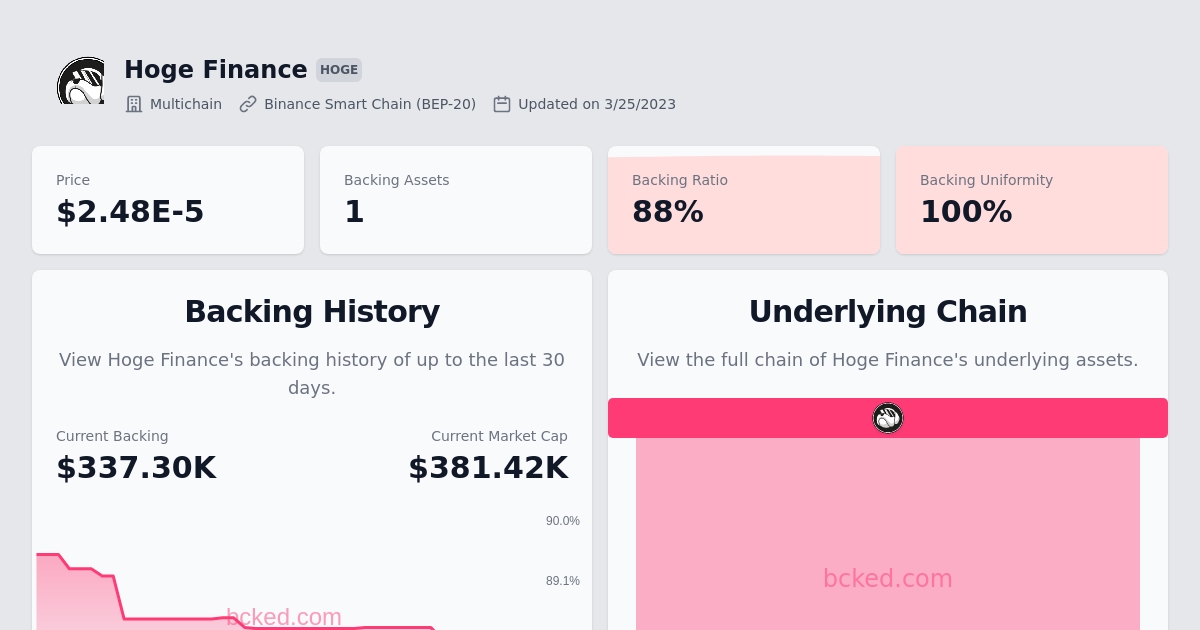 Hoge Finance HOGE
Multichain Binance Smart Chain (BEP-20) Updated on 3/25/2023
Price
$2.48E-5
Backing Assets
1
Backing Ratio
88%
Backing Uniformity
100%
Backing History
View Hoge Finance's backing history of up to the last 30
days.
Current Backing
$337.30K
Current Market Cap
$381.42K
90.0%
89.1%
bcked.com
Underlying Chain
View the full chain of Hoge Finance's underlying assets.
bcked.com